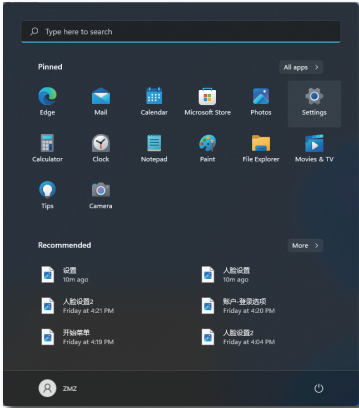 Type here to search
Pinned
All apps >
Edge
Mail
Calendar
Microsoft Store
Photos
Settings
Calculator
Clock
Notepad
Paint
File Explorer
Movies & TV
Tips
Camera
Recommended
More >
设置
10m ago
人脸设置
10m ago
人脸设置2
Friday at 4:21 PM
账户-登录选项
Friday at 4:20 PM
开始菜单
Friday at 4:19 PM
人脸设置2
Friday at 4:04 PM
ZMZ